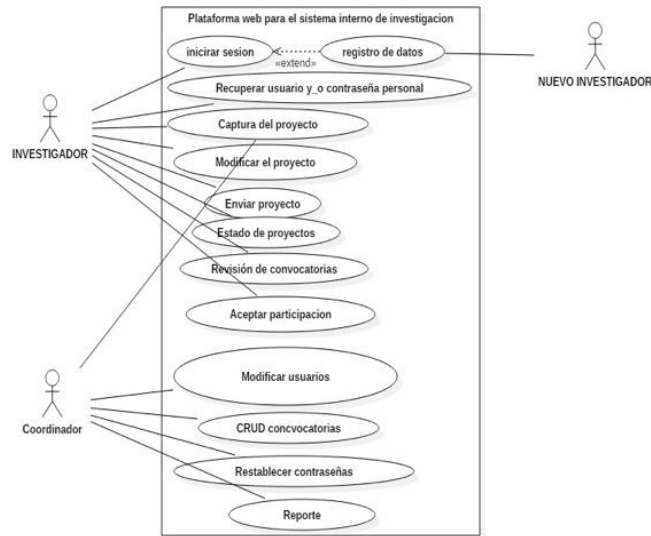 Plataforma web para el sistema interno de investigacion
inicirar sesion
registro de datos
«extend»
NUEVO INVESTIGADOR
Recuperar usuario y_o contraseña personal
INVESTIGADOR
Captura del proyecto
Modificar el proyecto
Enviar proyecto
Estado de proyectos
Revisión de convocatorias
Aceptar participacion
Modificar usuarios
Coordinador
CRUD concvocatorias
Restablecer contraseñas
Reporte